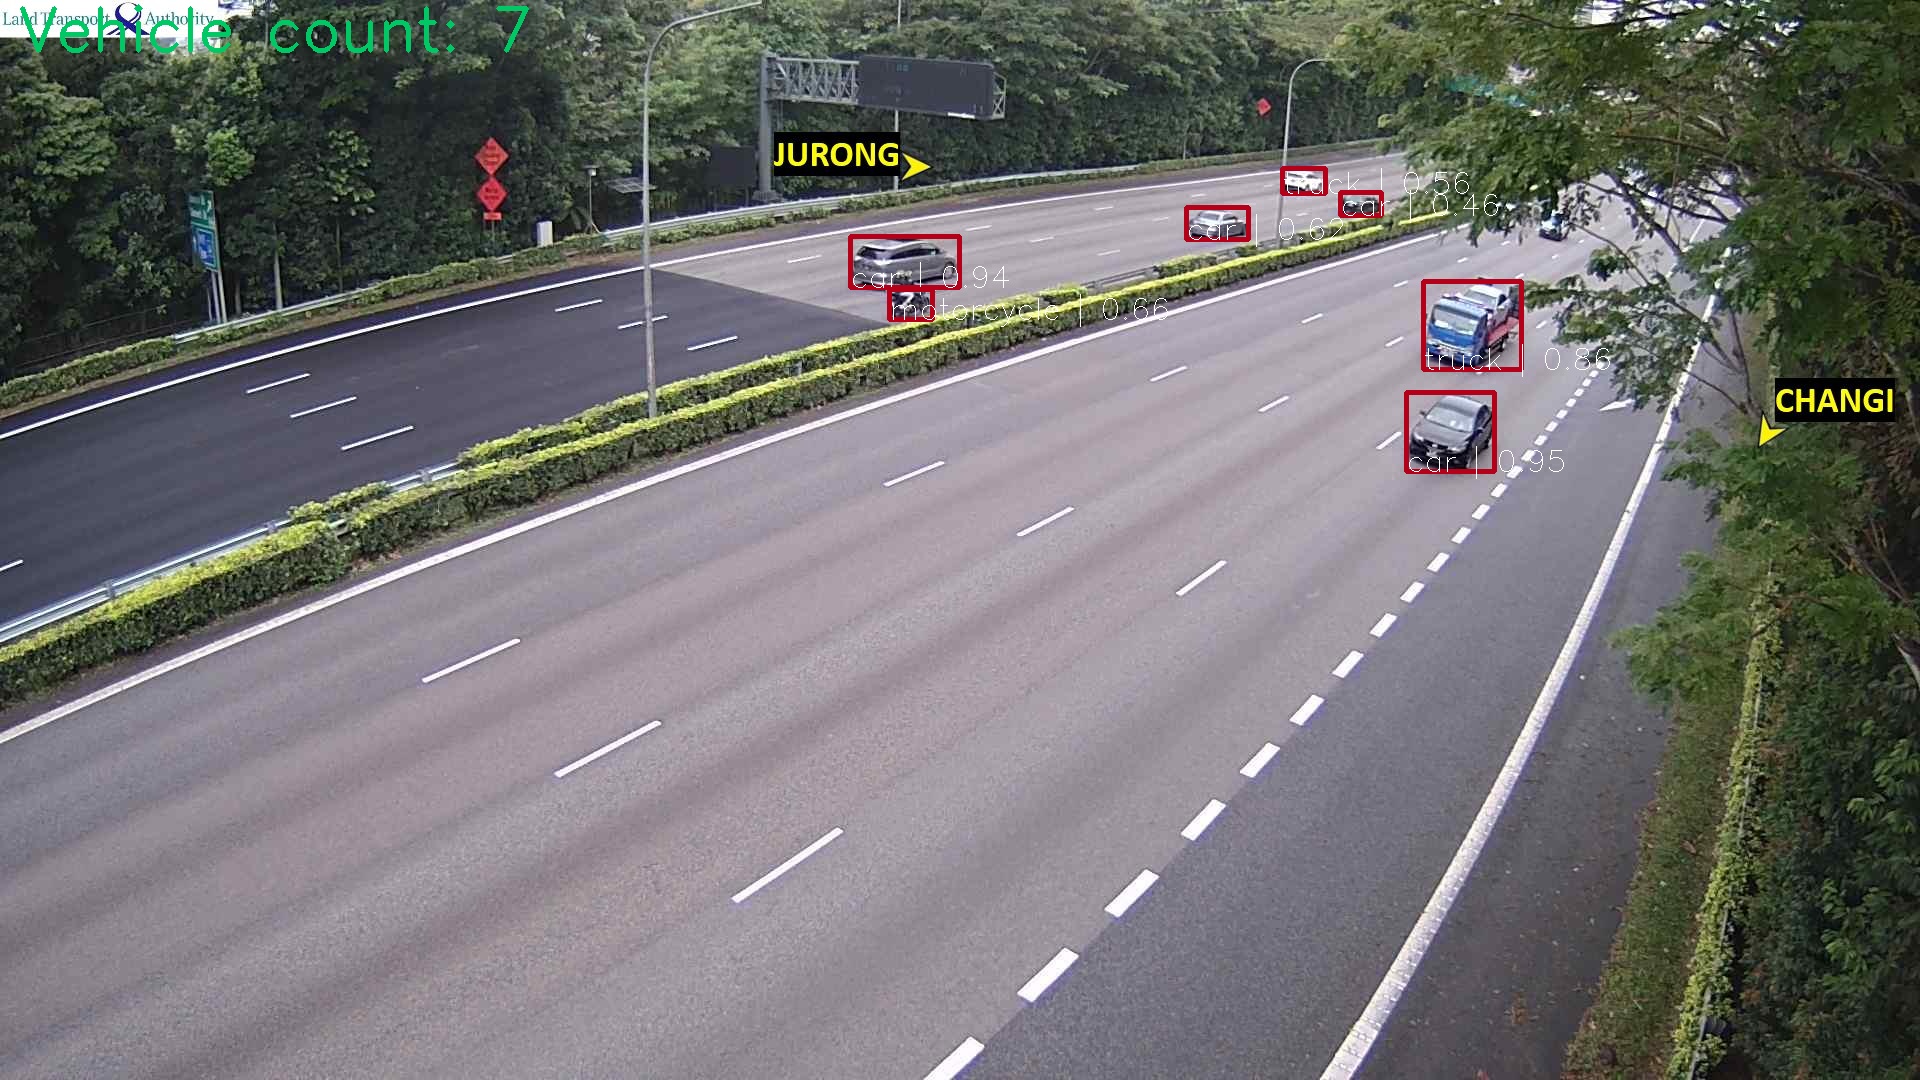 Land Transport Authority
Vehicle count: 7
JURONG
truck | 0.56
car | 0.46
car | 0.62
car | 0.94
motorcycle | 0.66
truck | 0.86
CHANGI
car | 0.95